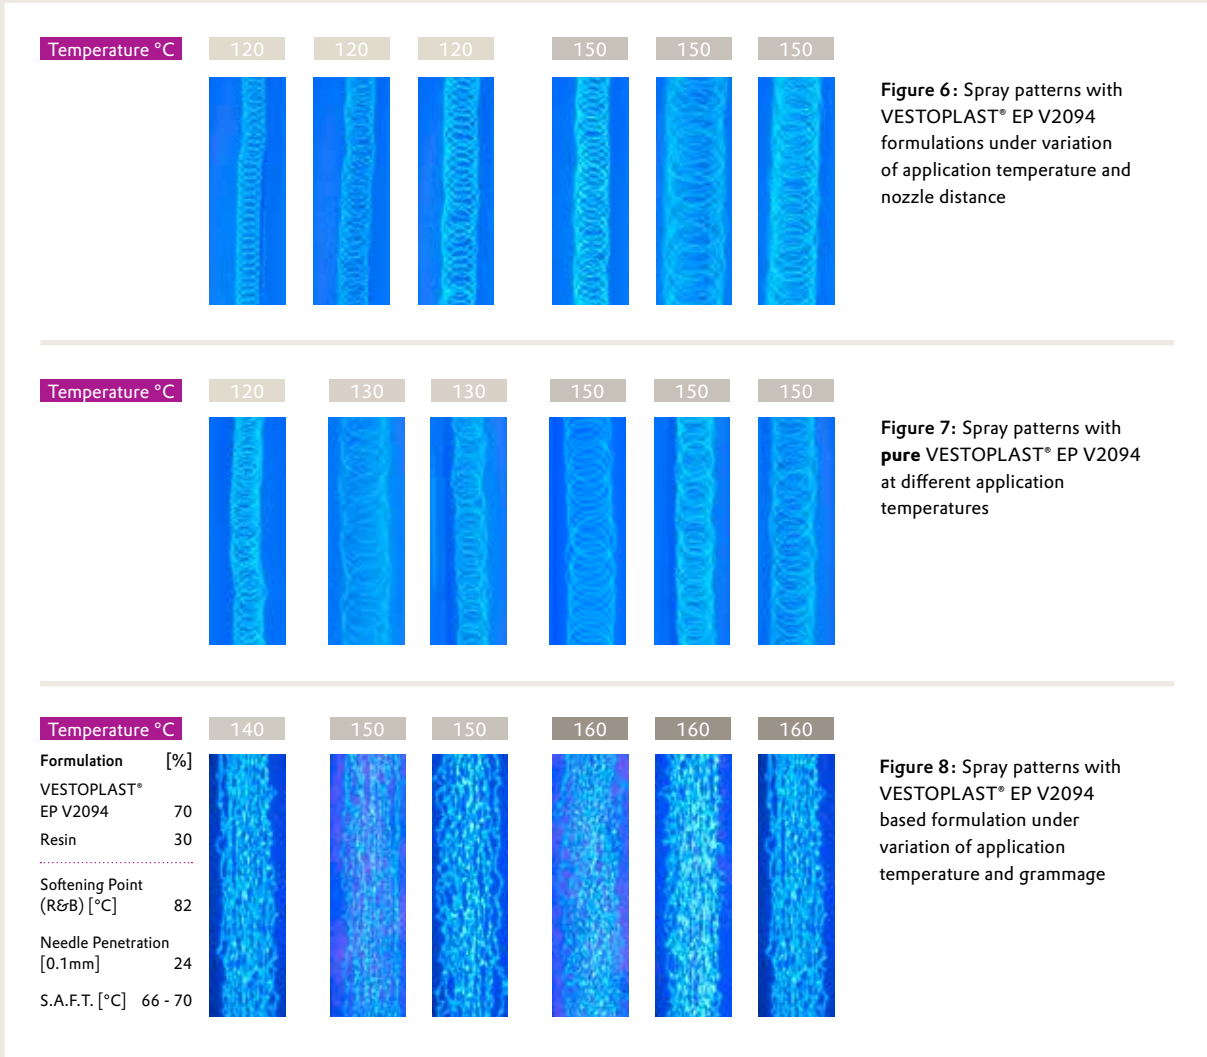 Temperature °C 120 120 120 150 150 150
Figure 6: Spray patterns with
VESTOPLAST® EP V2094
formulations under variation
of application temperature and
nozzle distance
Temperature °C 120 130 130 150 150 150
Figure 7: Spray patterns with
pure VESTOPLAST® EP V2094
at different application
temperatures
Temperature °C 140 150 150 160 160 160
Formulation [%]
VESTOPLAST®
EP V2094 70
Resin 30
Softening Point
(R&B) [°C] 82
Needle Penetration
[0.1mm] 24
S.A.F.T. [°C] 66 - 70
Figure 8: Spray patterns with
VESTOPLAST® EP V2094
based formulation under
variation of application
temperature and grammage